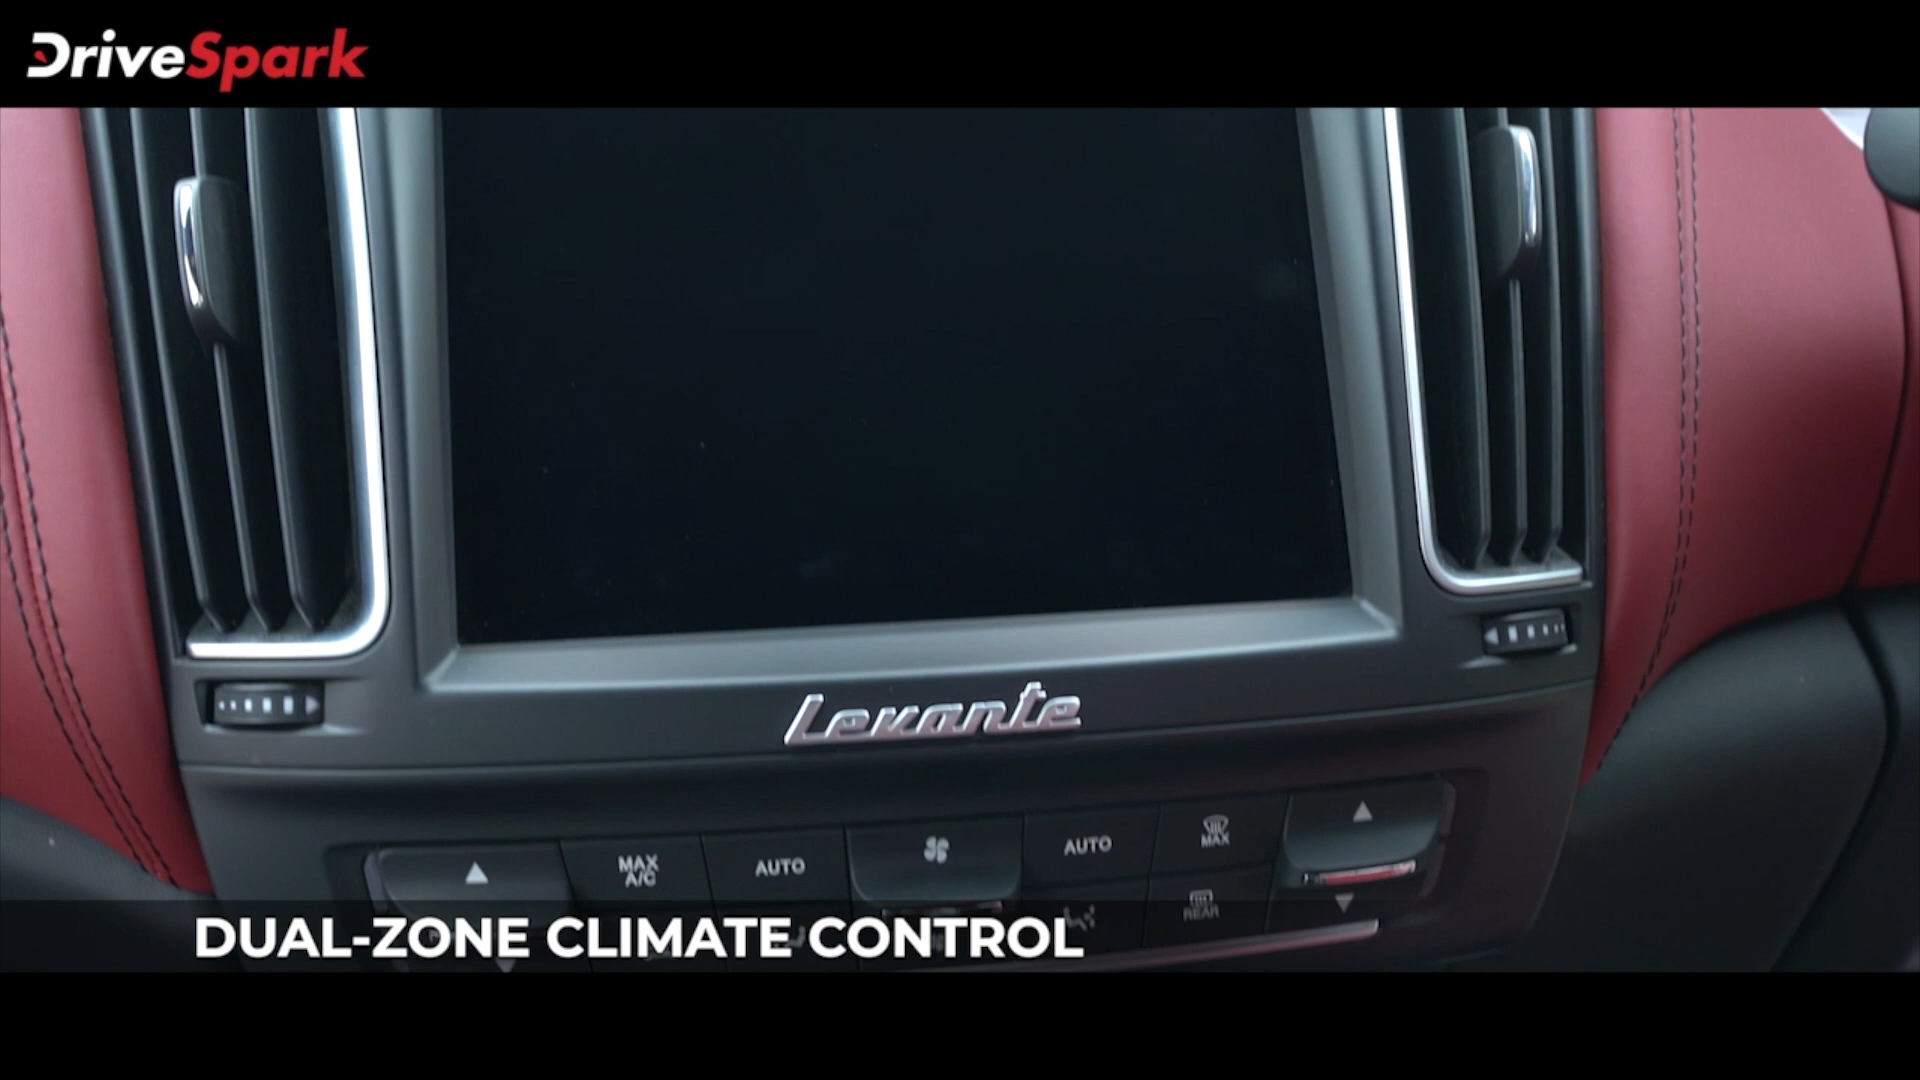 DriveSpark
Levante
MAX
A/C
AUTO
AUTO
MAX
REAR
DUAL-ZONE CLIMATE CONTROL